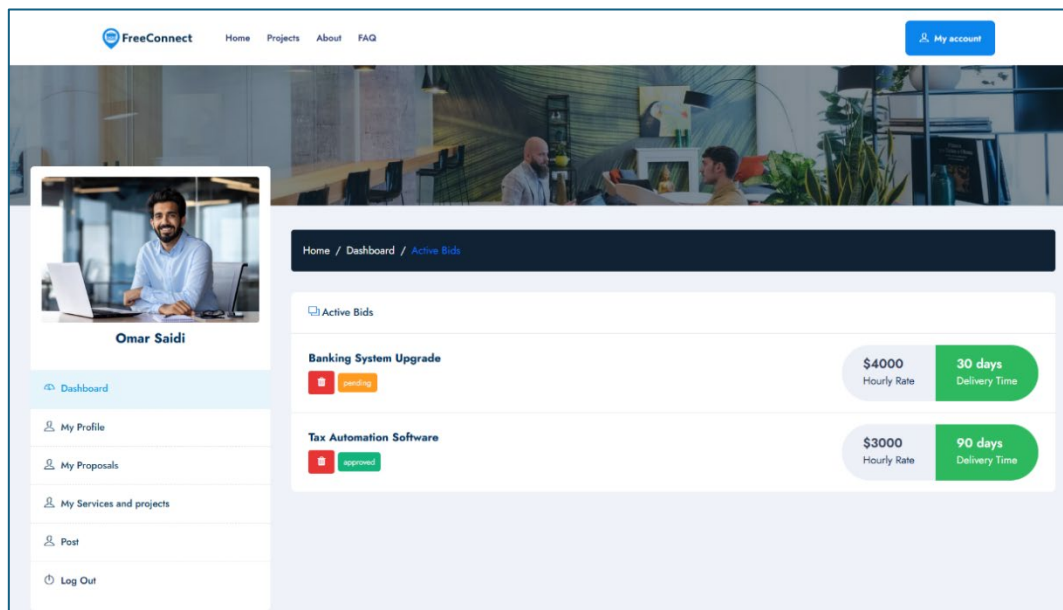 FreeConnect
Home Projects About FAQ
My account
Home / Dashboard / Active Bids
Omar Saidi
Dashboard
My Profile
My Proposals
My Services and projects
Post
Log Out
Active Bids
Banking System Upgrade
pending
$4000
Hourly Rate
30 days
Delivery Time
Tax Automation Software
approved
$3000
Hourly Rate
90 days
Delivery Time